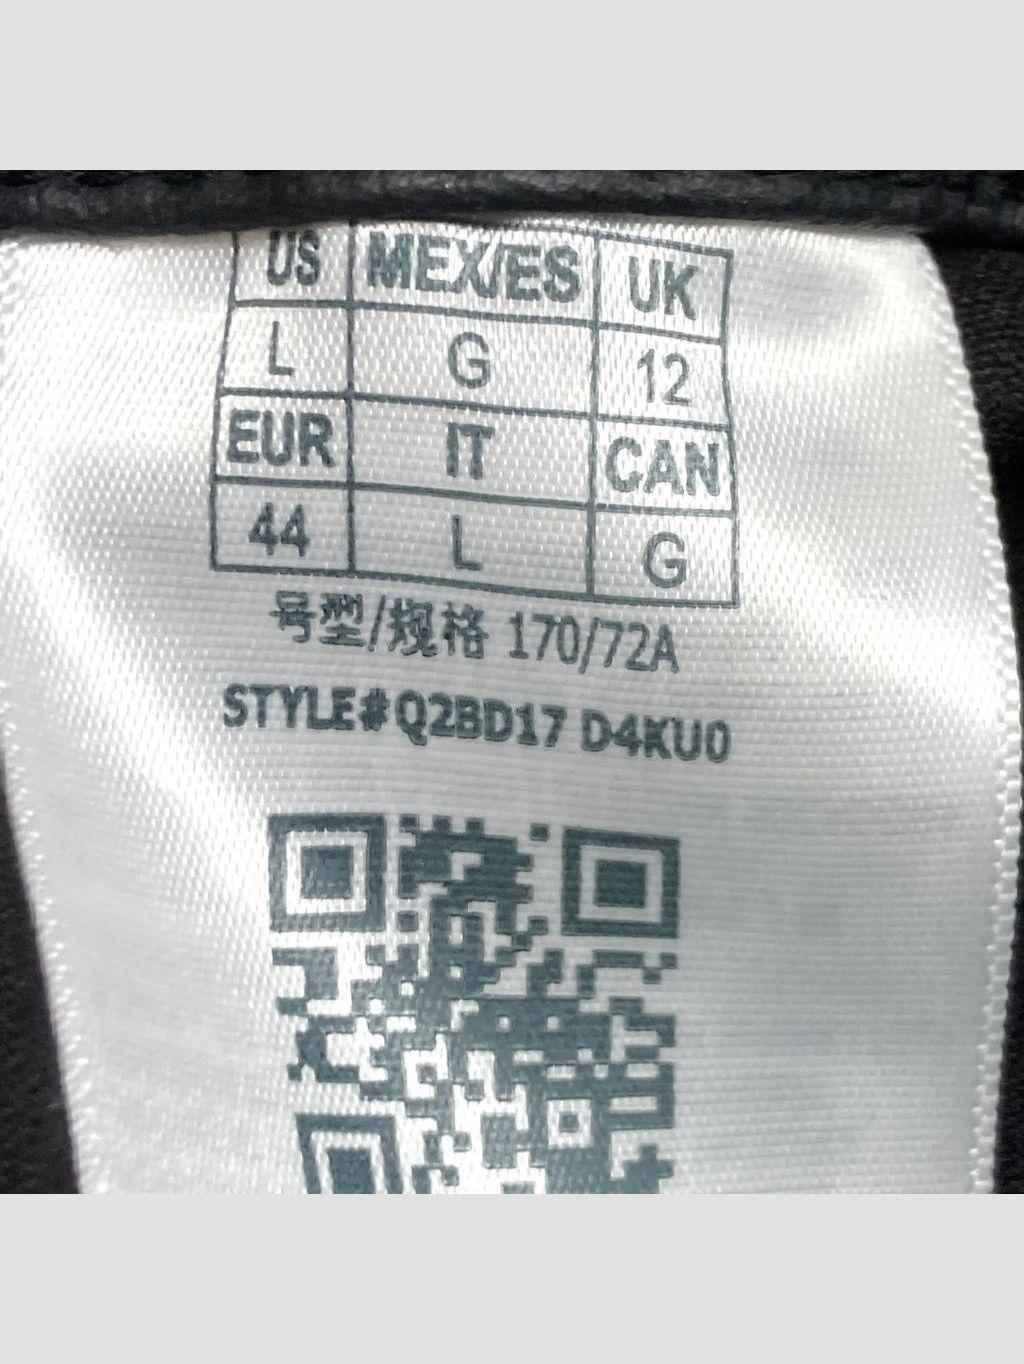 US MEX/ES UK
L G 12
EUR IT CAN
44 L G
号型/规格 170/72A
STYLE# Q2BD17 D4KU0